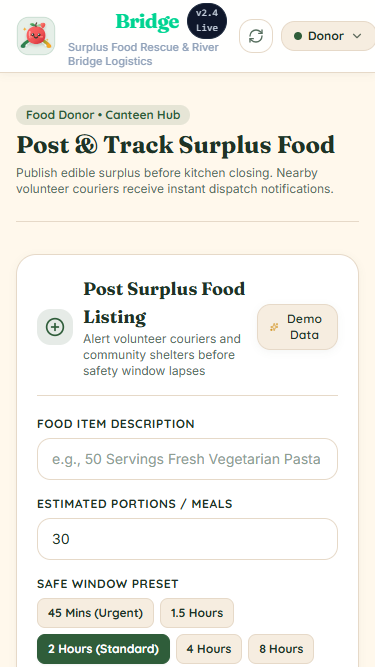 Bridge
v2.4
Live
Surplus Food Rescue & River
Bridge Logistics
Donor
Food Donor • Canteen Hub
Post & Track Surplus Food
Publish edible surplus before kitchen closing. Nearby
volunteer couriers receive instant dispatch notifications.
Post Surplus Food
Listing
Alert volunteer couriers and
community shelters before
safety window lapses
Demo
Data
FOOD ITEM DESCRIPTION
e.g., 50 Servings Fresh Vegetarian Pasta
ESTIMATED PORTIONS / MEALS
30
SAFE WINDOW PRESET
45 Mins (Urgent) 1.5 Hours
2 Hours (Standard) 4 Hours 8 Hours